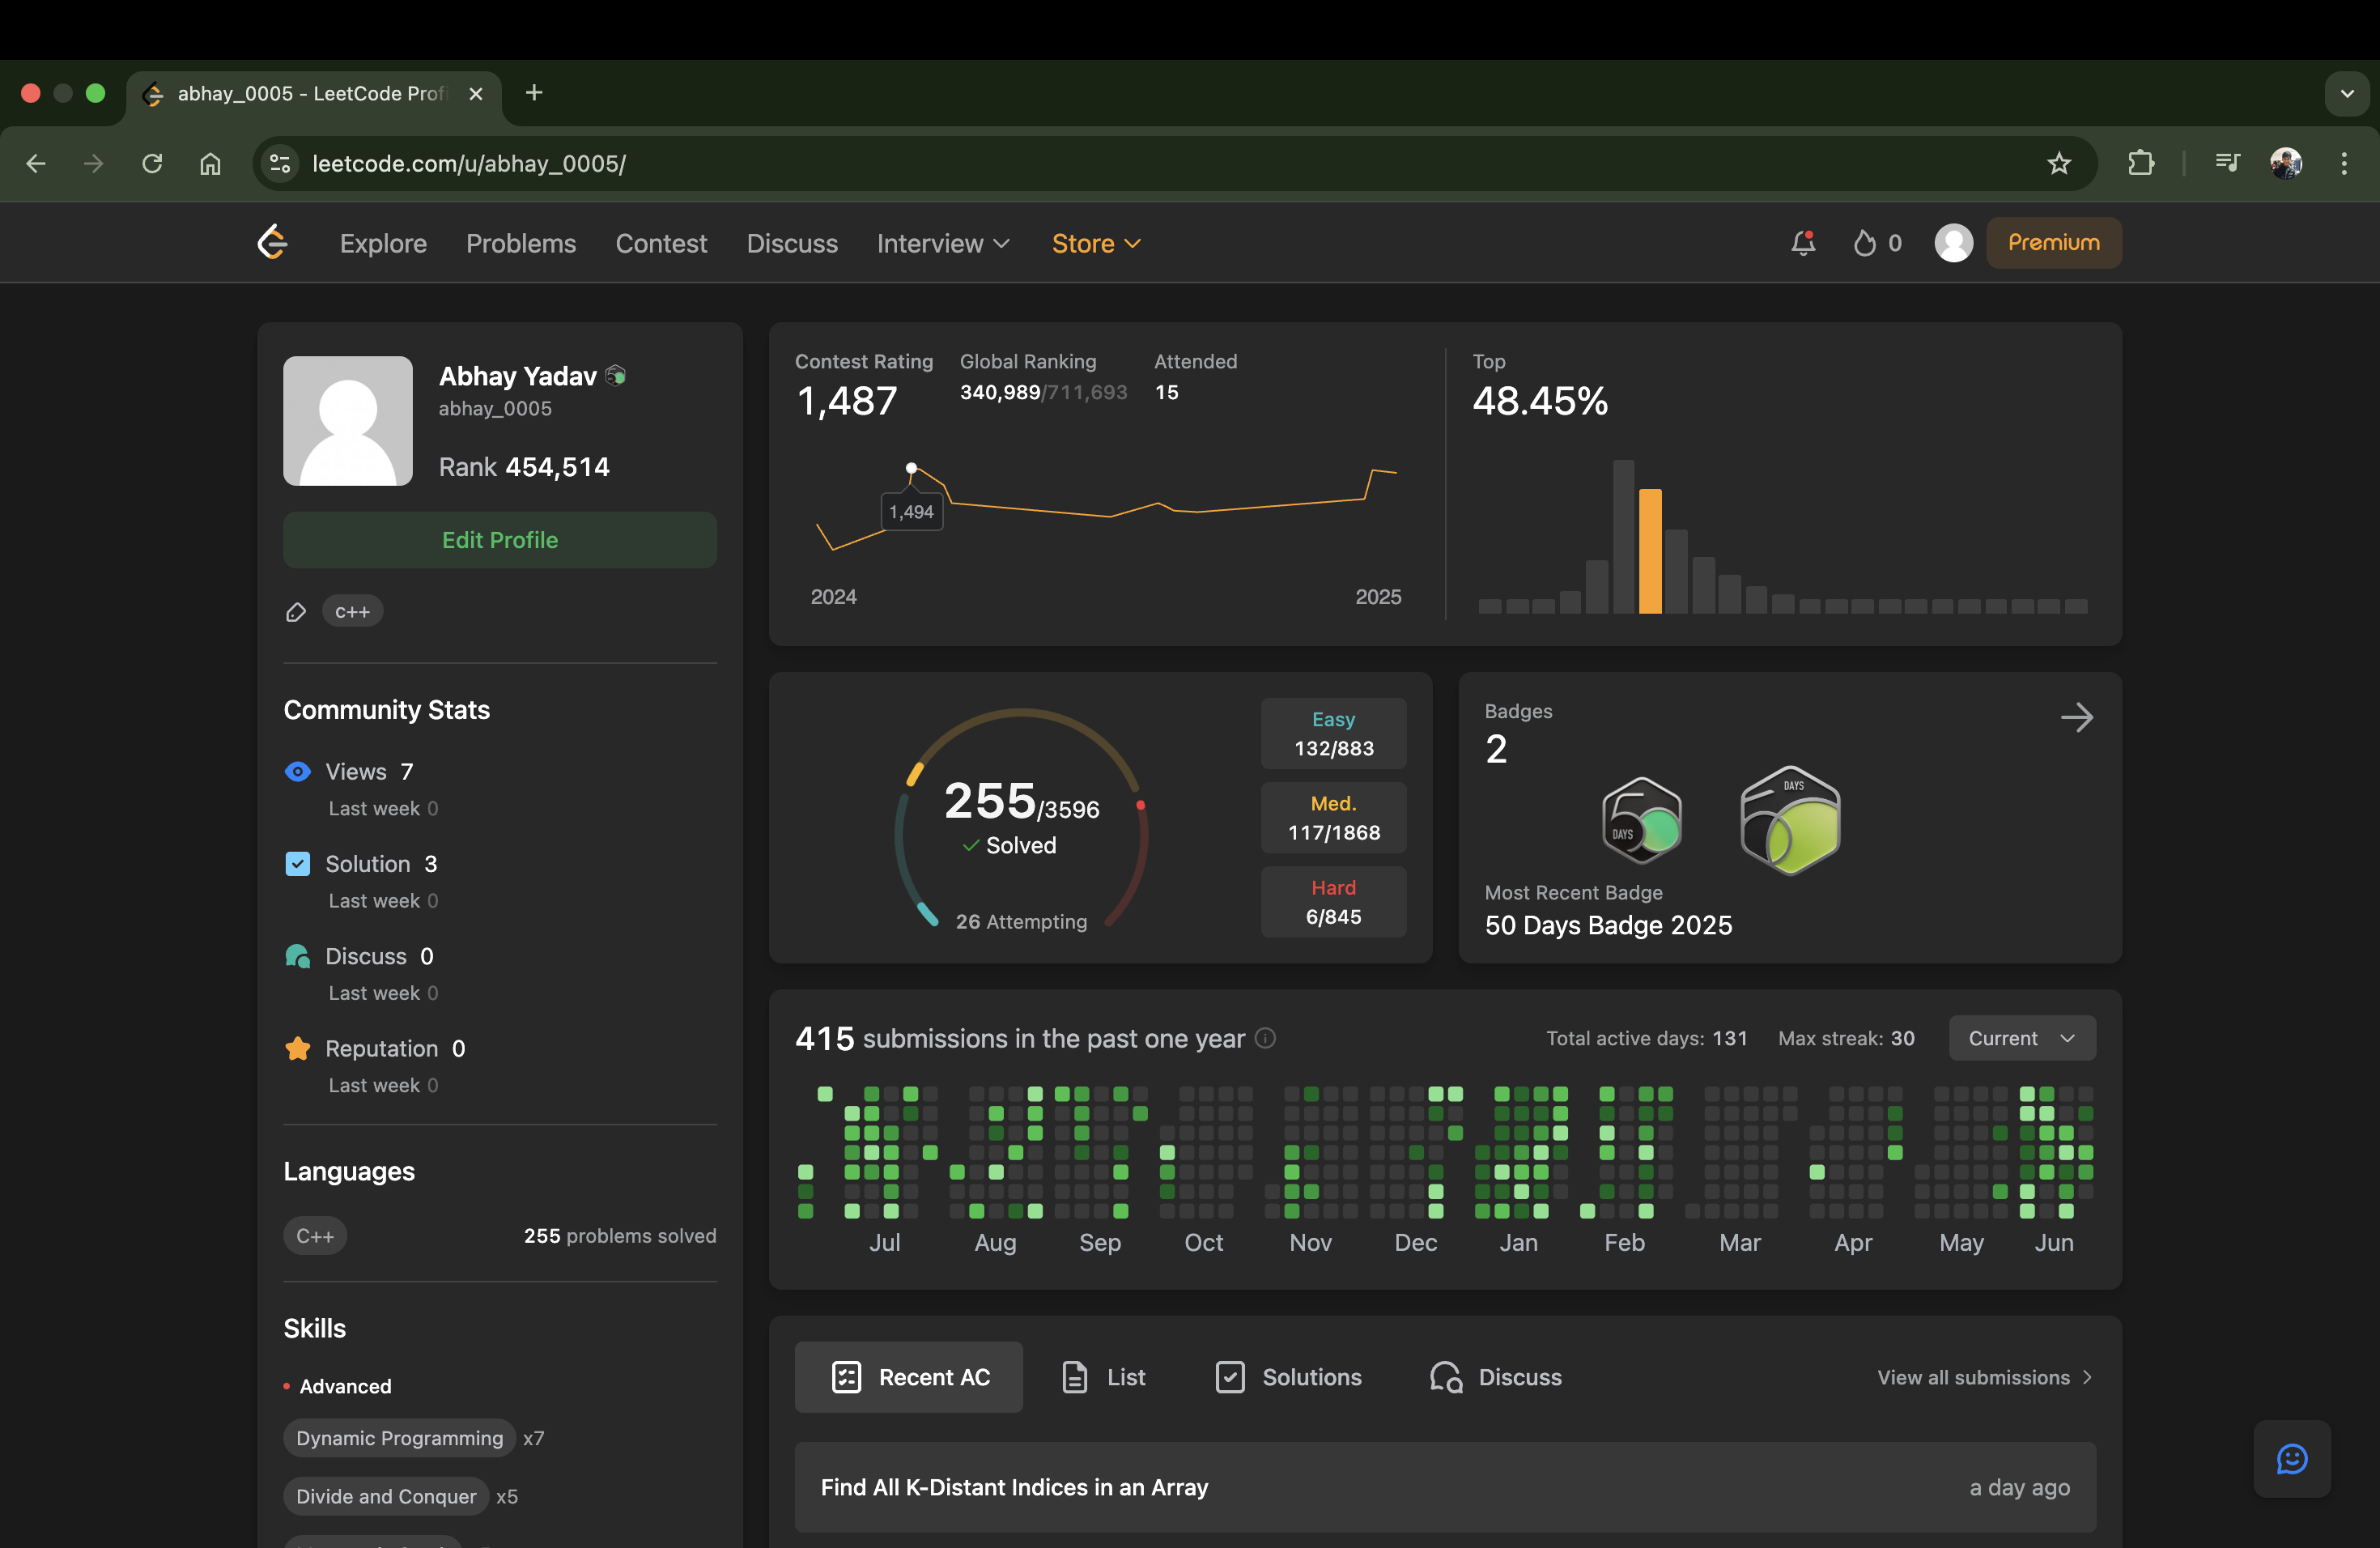 abhay_0005 - LeetCode Prof
leetcode.com/u/abhay_0005/
Explore Problems Contest Discuss Interview Store
0
Premium
Abhay Yadav
abhay_0005
Rank 454,514
Edit Profile
c++
Community Stats
Views 7
Last week 0
Solution 3
Last week 0
Discuss 0
Last week 0
Reputation 0
Last week 0
Languages
C++ 255 problems solved
Skills
Advanced
Dynamic Programming x7
Divide and Conquer x5
Contest Rating
1,487
Global Ranking
340,989/711,693
Attended
15
1,494
2024 2025
Top
48.45%
255/3596
Solved
26 Attempting
Easy
132/883
Med.
117/1868
Hard
6/845
Badges
2
DAYS
50
DAYS
Most Recent Badge
50 Days Badge 2025
415 submissions in the past one year
Total active days: 131 Max streak: 30 Current
Jul Aug Sep Oct Nov Dec Jan Feb Mar Apr May Jun
Recent AC List Solutions Discuss View all submissions
Find All K-Distant Indices in an Array a day ago